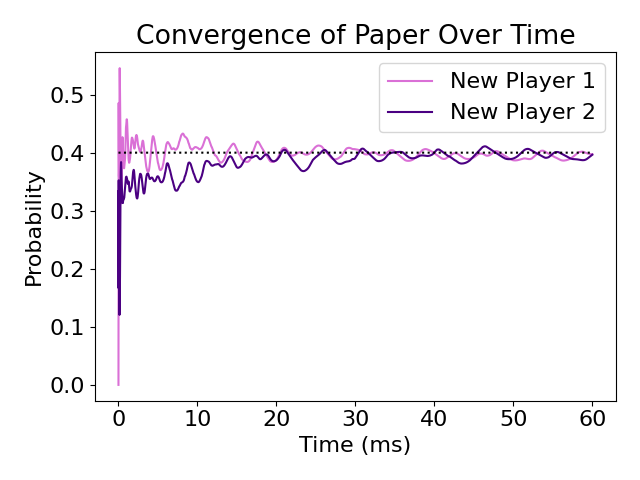 Convergence of Paper Over Time
New Player 1
New Player 2
Probability
0.5
0.4
0.3
0.2
0.1
0.0
0 10 20 30 40 50 60
Time (ms)